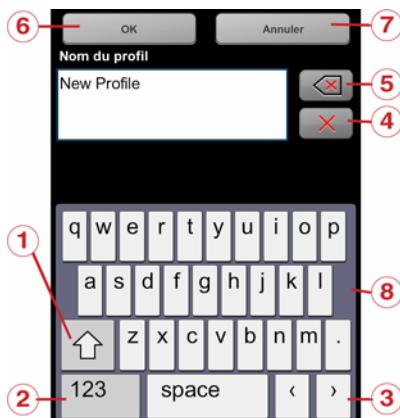 6 OK Annuler 7
Nom du profil
New Profile
5
4
q w e r t y u i o p
1 a s d f g h j k l 8
z x c v b n m .
2 123 space ‹ › 3